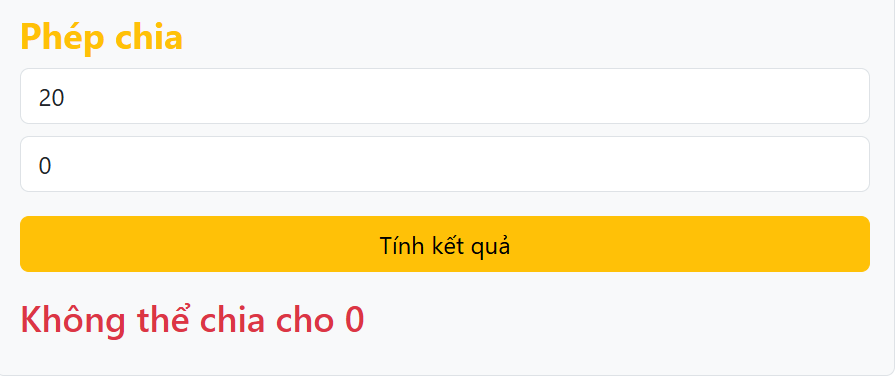 Phép chia
20
0
Tính kết quả
Không thể chia cho 0